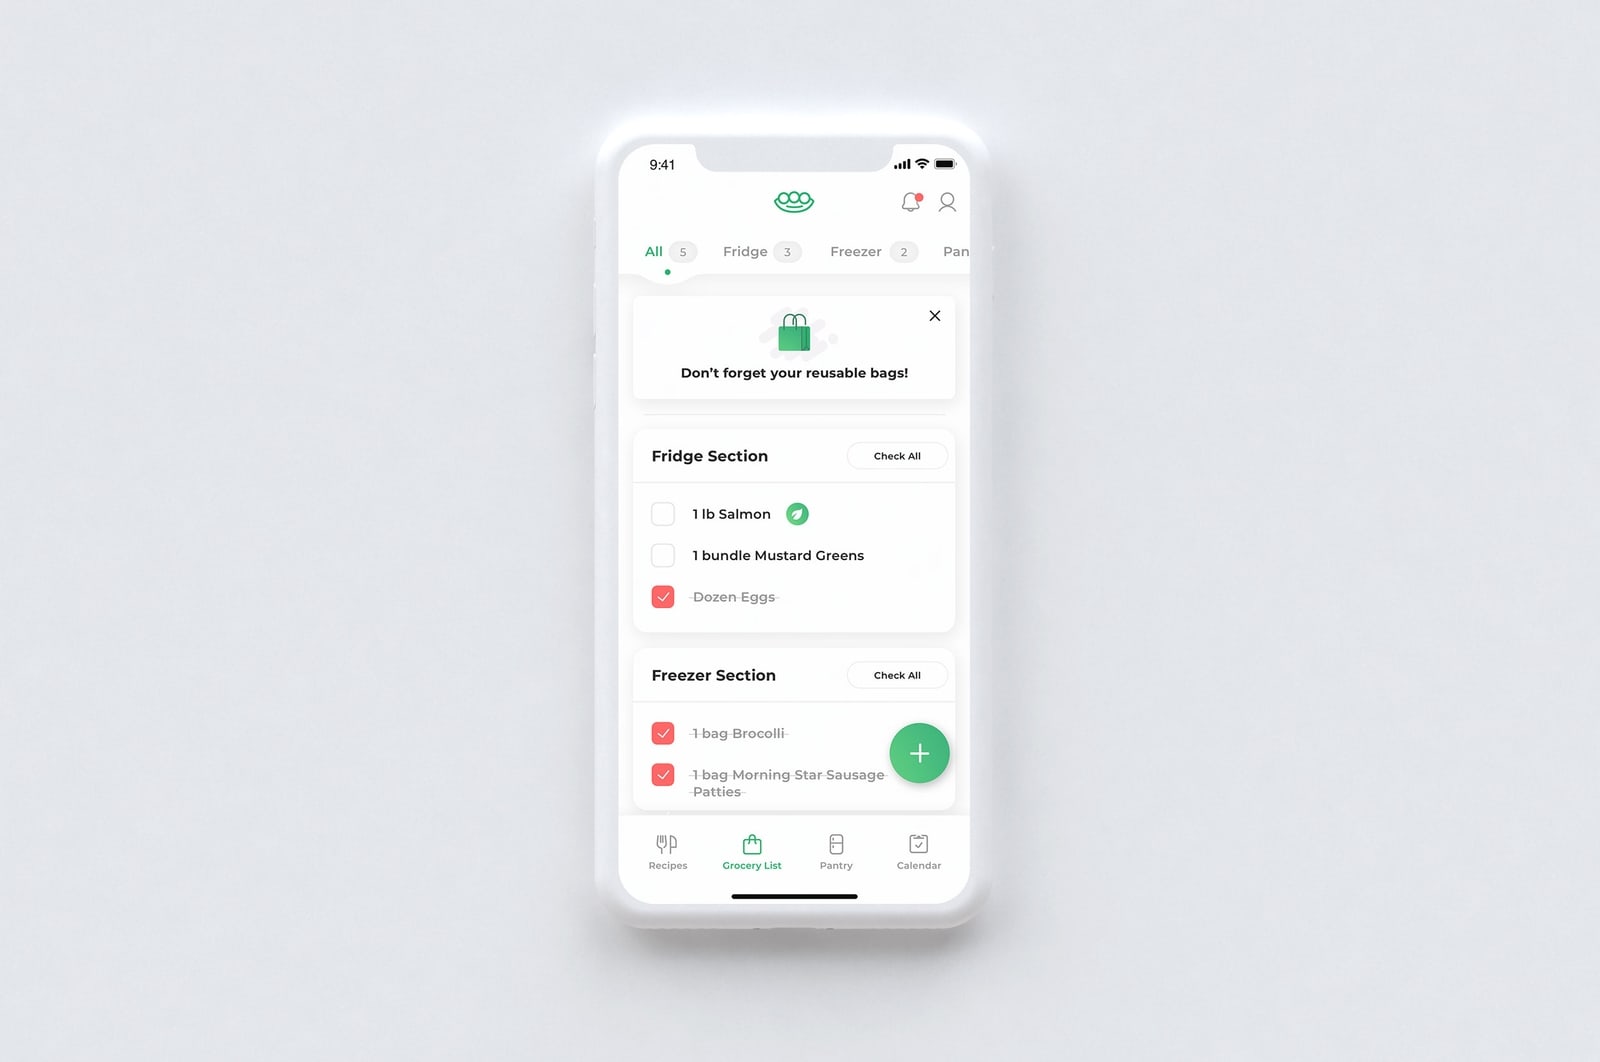 9:41
All 5 Fridge 3 Freezer 2 Pan
Don't forget your reusable bags!
Fridge Section Check All
1 lb Salmon
1 bundle Mustard Greens
Dozen Eggs
Freezer Section Check All
1 bag Brocolli
1 bag Morning Star Sausage
Patties
Recipes Grocery List Pantry Calendar